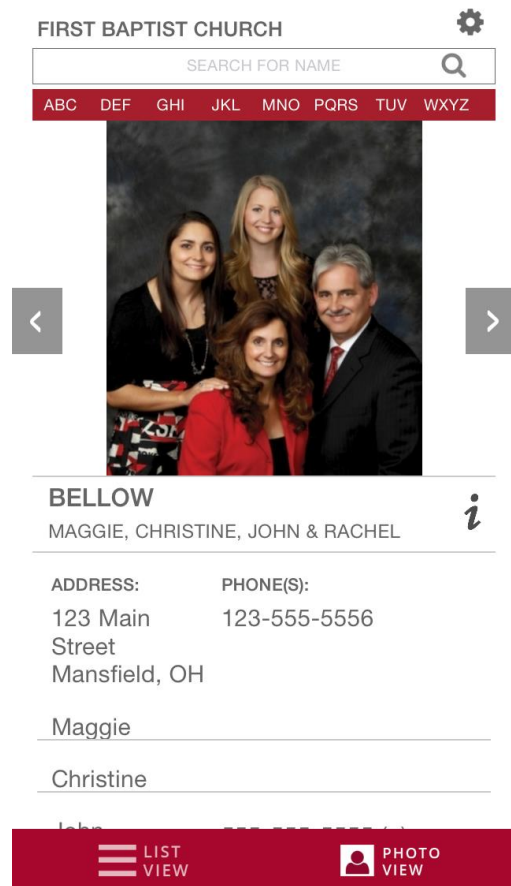 FIRST BAPTIST CHURCH
SEARCH FOR NAME
ABC DEF GHI JKL MNO PQRS TUV WXYZ
BELLOW
MAGGIE, CHRISTINE, JOHN & RACHEL
i
ADDRESS: PHONE(S):
123 Main 123-555-5556
Street
Mansfield, OH
Maggie
Christine
John
LIST
VIEW
PHOTO
VIEW